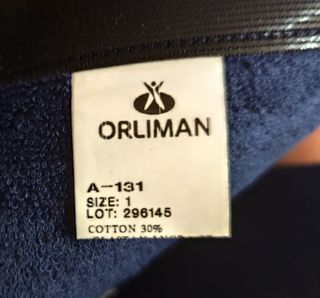 ORLIMAN
A-131
SIZE: 1
LOT: 296145
COTTON 30%